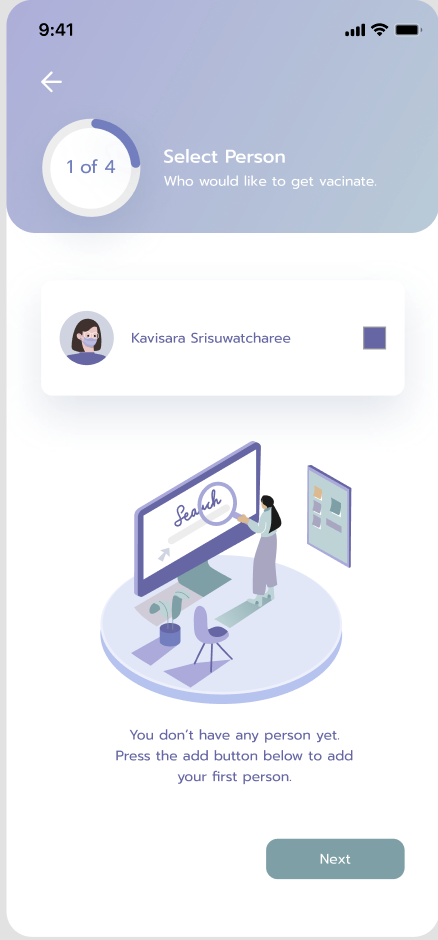 9:41
1 of 4
Select Person
Who would like to get vacinate.
Kavisara Srisuwatcharee
Search
You don’t have any person yet.
Press the add button below to add
your first person.
Next